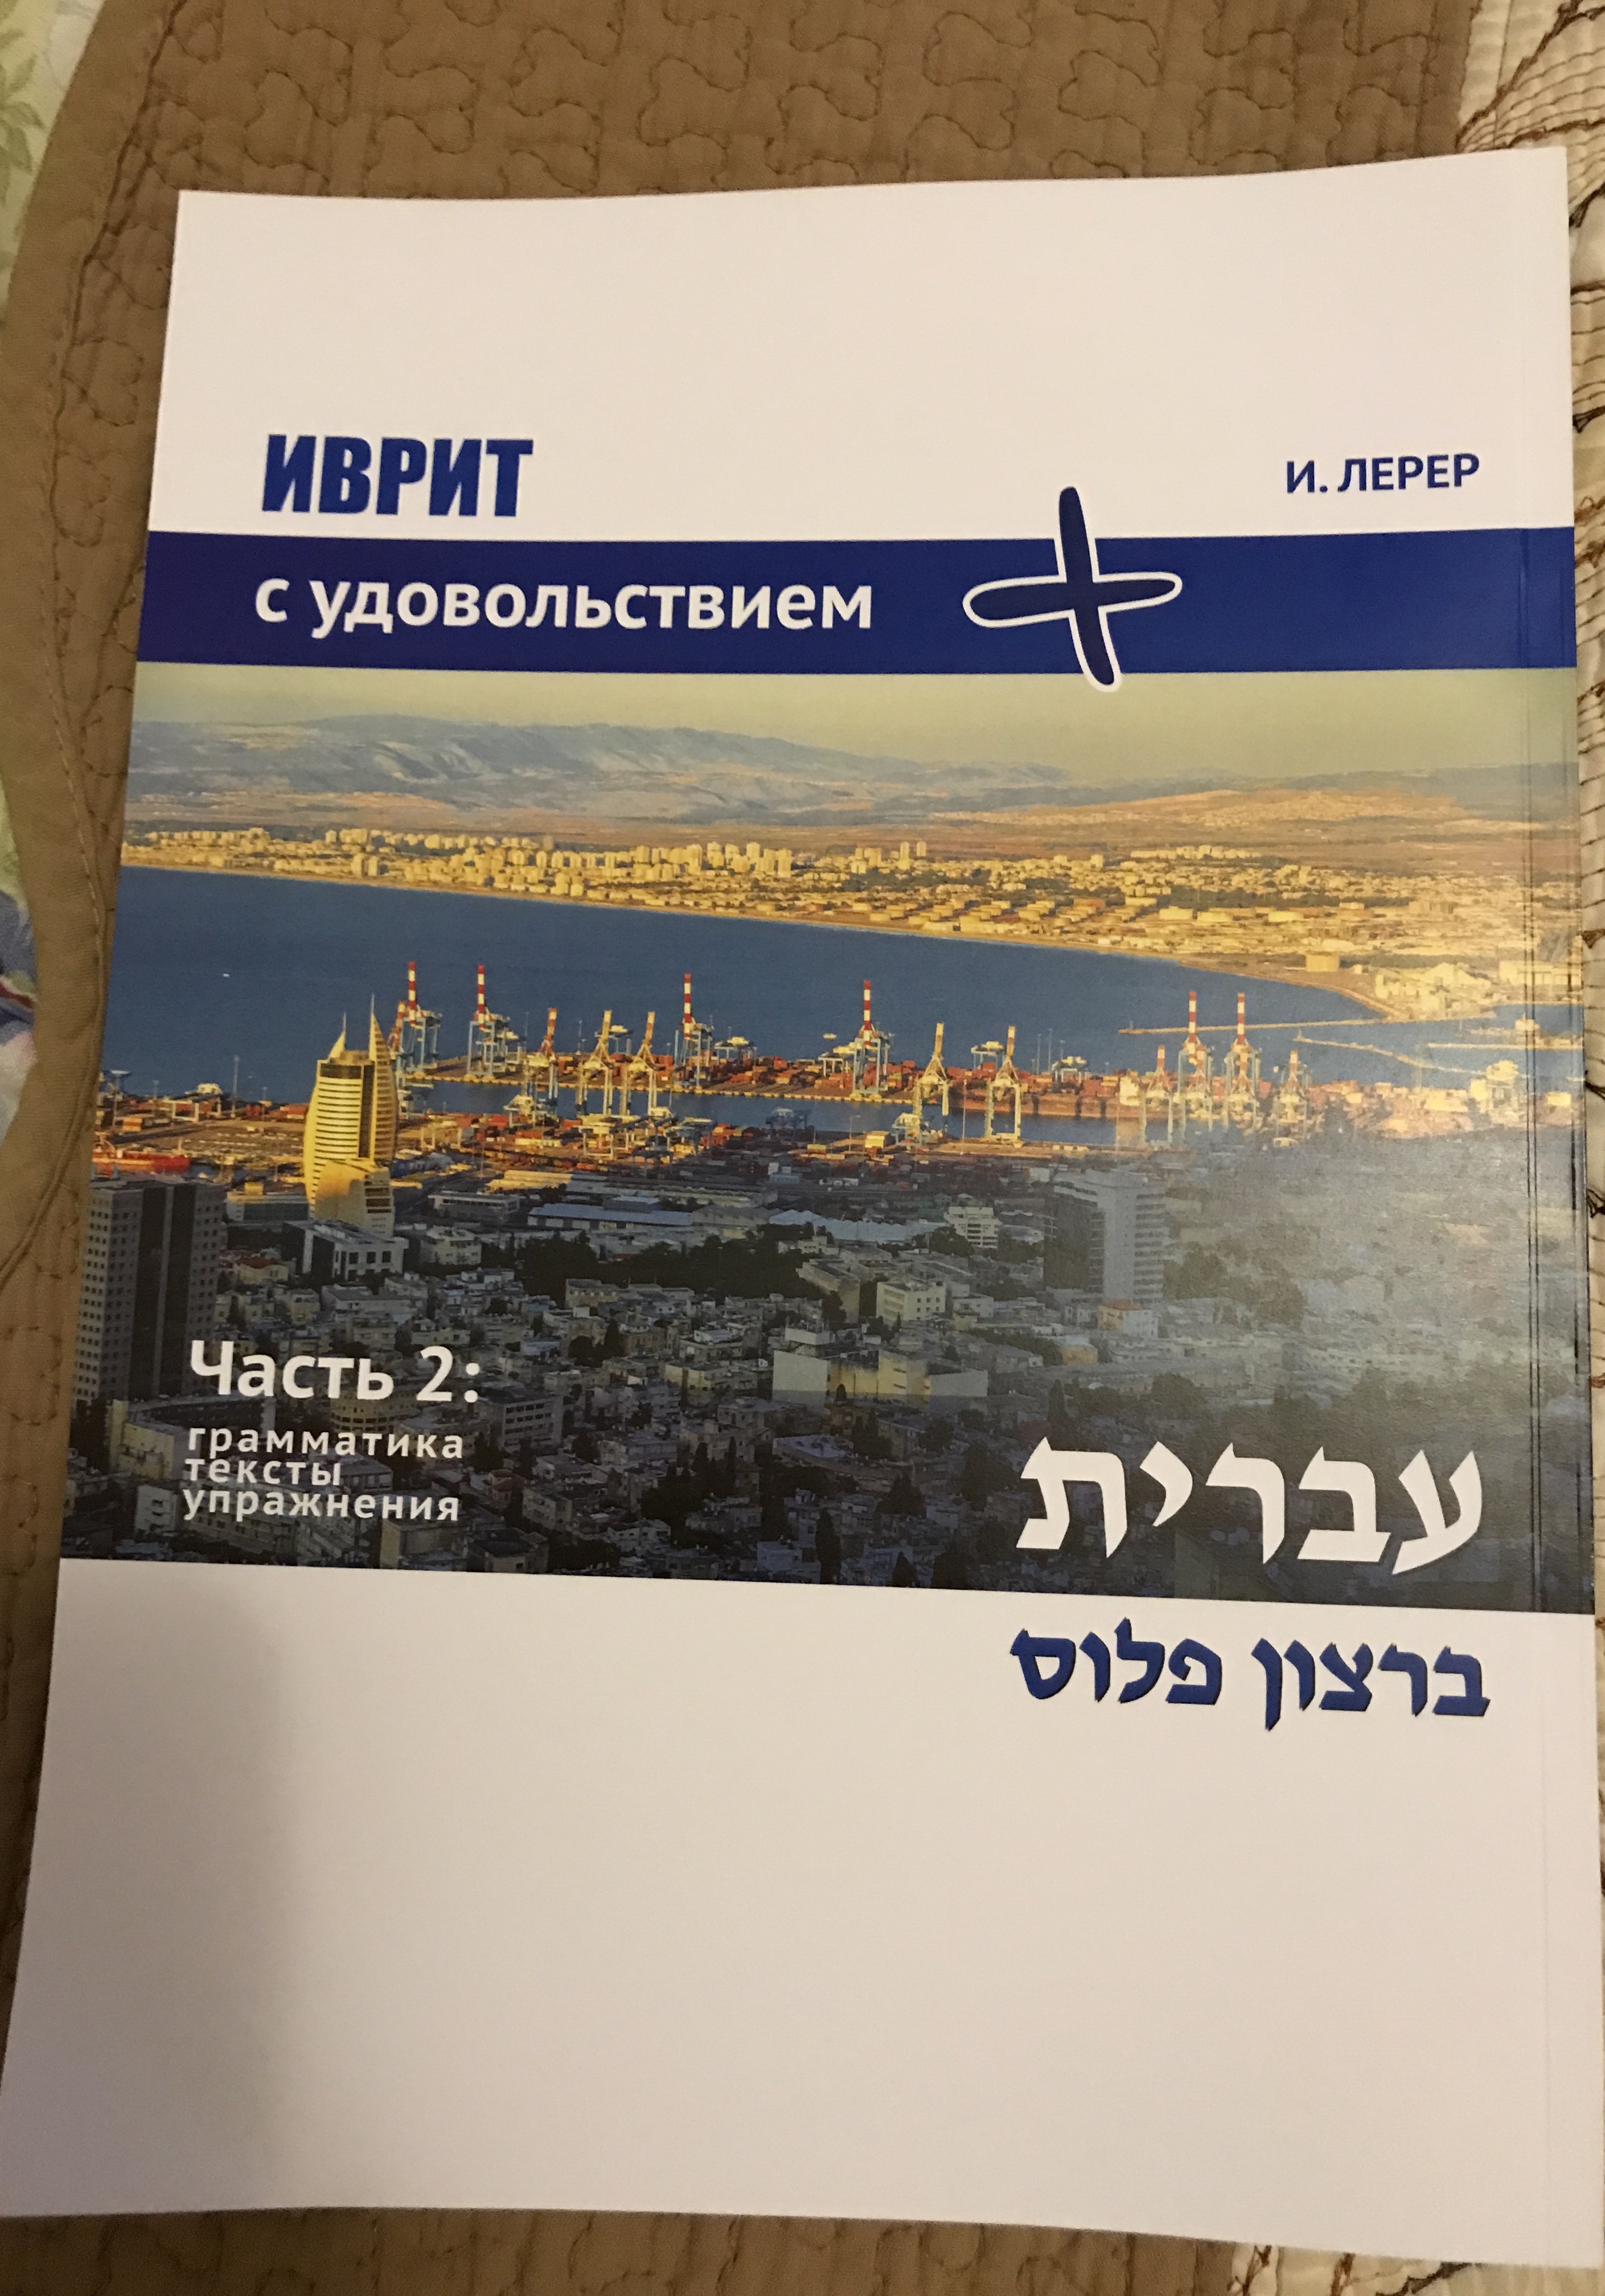 ИВРИТ
И. ЛЕРЕР
с удовольствием +
Часть 2:
грамматика
тексты
упражнения
עברית
ברצון פלוס